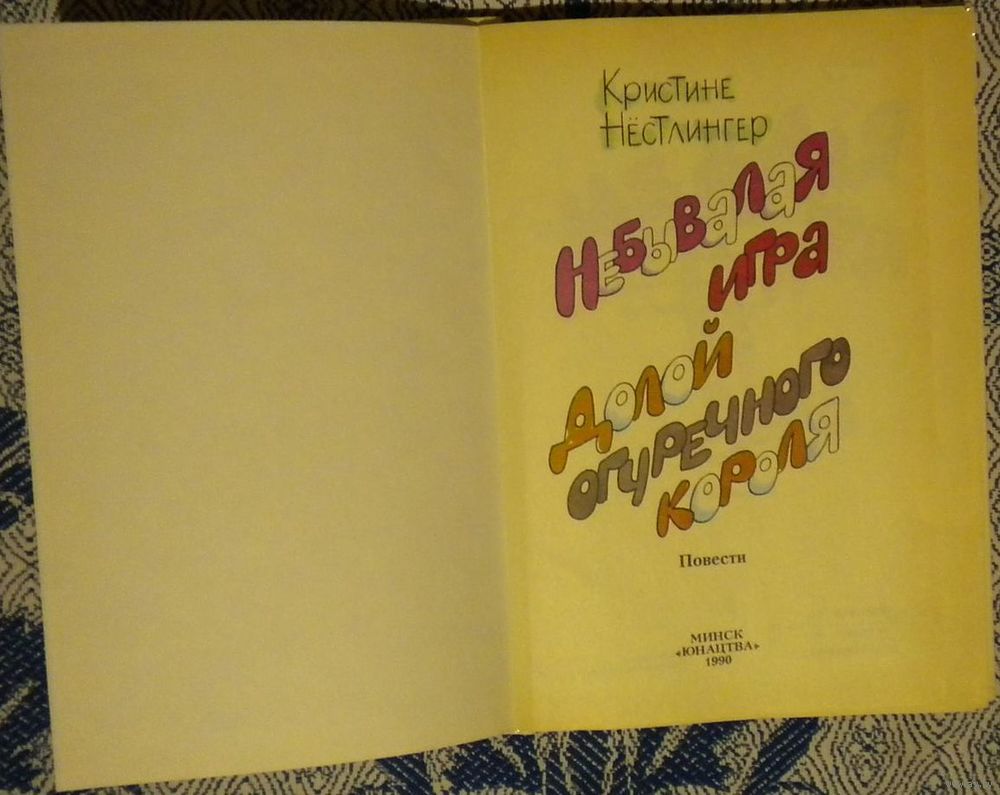 Кристине
Нёстлингер
Небывалая
игра
Долой
огуречного
короля
Повести
МИНСК
«ЮНАЦТВА»
1990